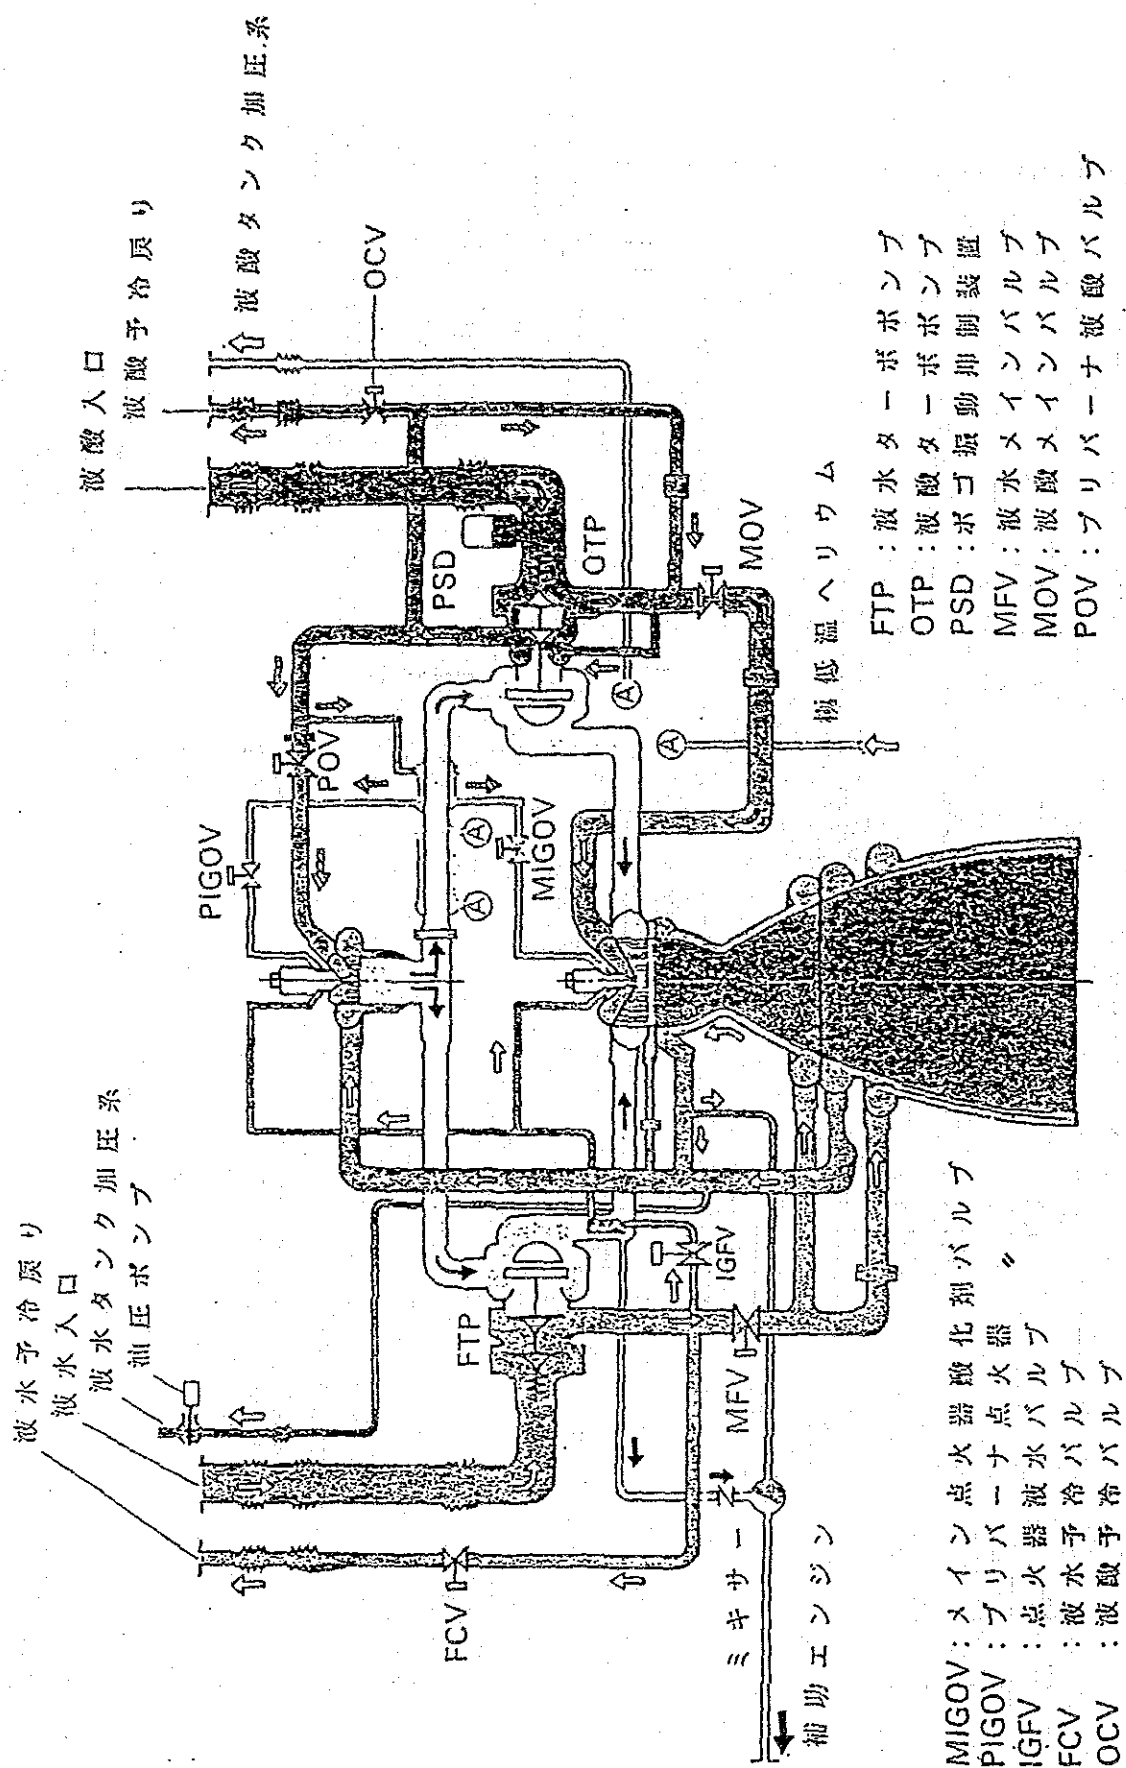 液水予冷戻り
液水入口
液水タンク加圧系
油圧ポンプ
液酸入口
液酸予冷戻り
液酸タンク加圧系
OCV
PIGOV
POV
PSD
OTP
FTP
FCV
A
A
A
A
MIGOV
IGFV
MFV
MOV
ミキサー
補助エンジン
極低温ヘリウム
MIGOV：メイン点火器酸化剤バルブ
PIGOV：プリバーナ点火器 〃
IGFV：点火器液水バルブ
FCV：液水予冷バルブ
OCV：液酸予冷バルブ
FTP：液水ターボポンプ
OTP：液酸ターボポンプ
PSD：ポゴ振動抑制装置
MFV：液水メインバルブ
MOV：液酸メインバルブ
POV：プリバーナ液酸バルブ